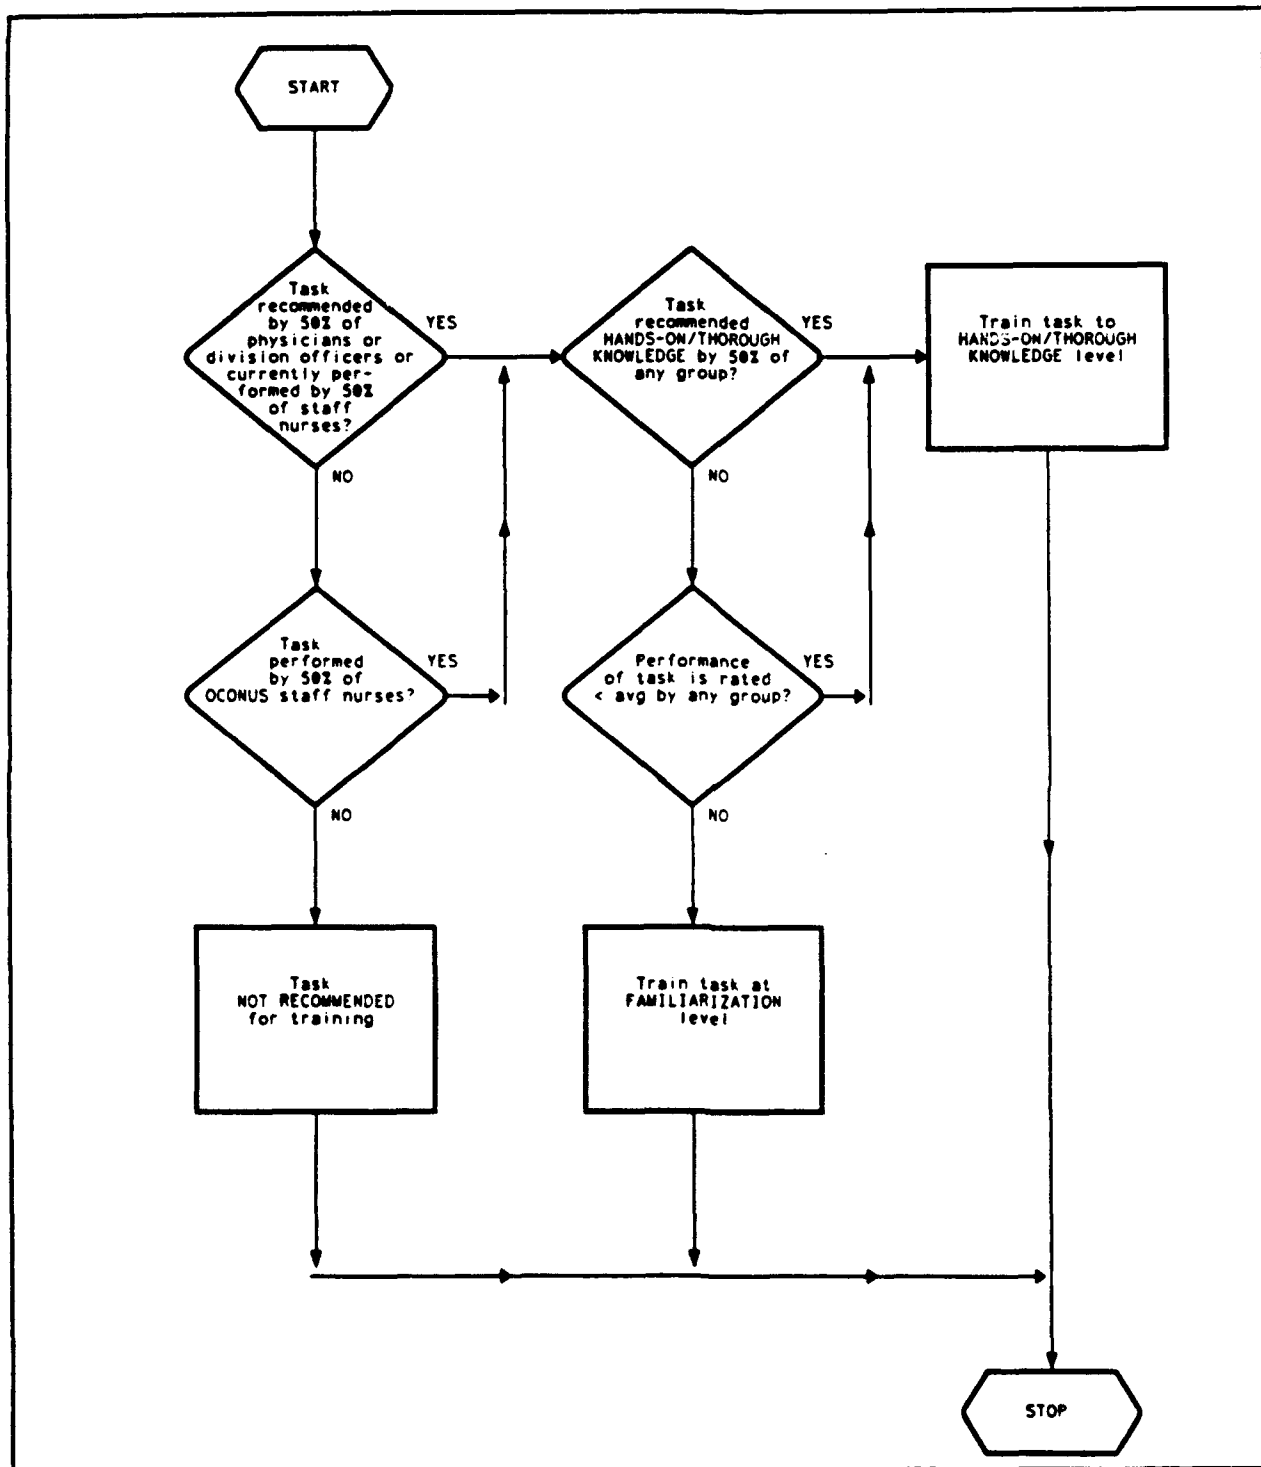 START
Task
recommended
by 50% of
physicians or
division officers or
currently per-
formed by 50%
of staff
nurses?
YES
NO
Task
recommended
HANDS-ON/THOROUGH
KNOWLEDGE by 50% of
any group?
YES
NO
Train task to
HANDS-ON/THOROUGH
KNOWLEDGE level
Task
performed
by 50% of
OCONUS staff nurses?
YES
NO
Performance
of task is rated
< avg by any group?
YES
NO
Task
NOT RECOMMENDED
for training
Train task at
FAMILIARIZATION
level
STOP